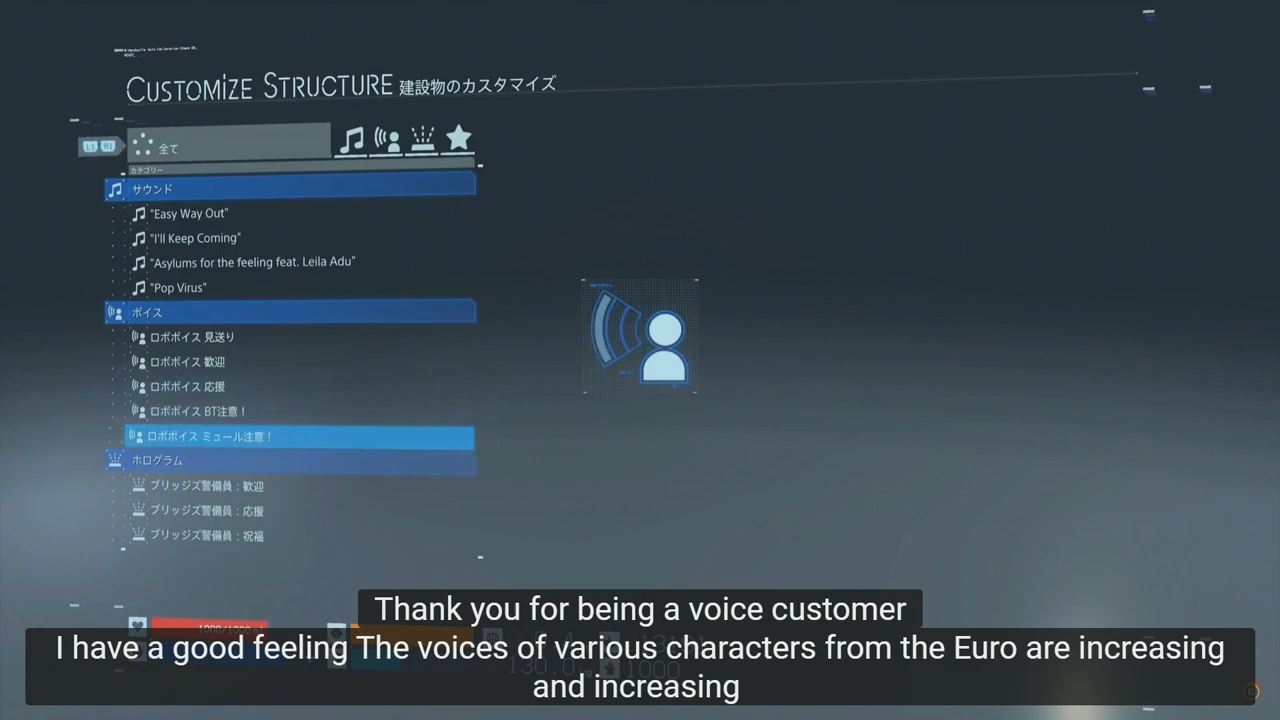 CUSTOMIZE STRUCTURE 建設物のカスタマイズ
L1 R1 全て
カテゴリー
サウンド
"Easy Way Out"
"I'll Keep Coming"
"Asylums for the feeling feat. Leila Adu"
"Pop Virus"
ボイス
ロボボイス 見送り
ロボボイス 歓迎
ロボボイス 応援
ロボボイス BT注意！
ロボボイス ミュール注意！
ホログラム
ブリッジズ警備員：歓迎
ブリッジズ警備員：応援
ブリッジズ警備員：祝福
Thank you for being a voice customer
I have a good feeling The voices of various characters from the Euro are increasing
and increasing
1000/1000
130.0
1000